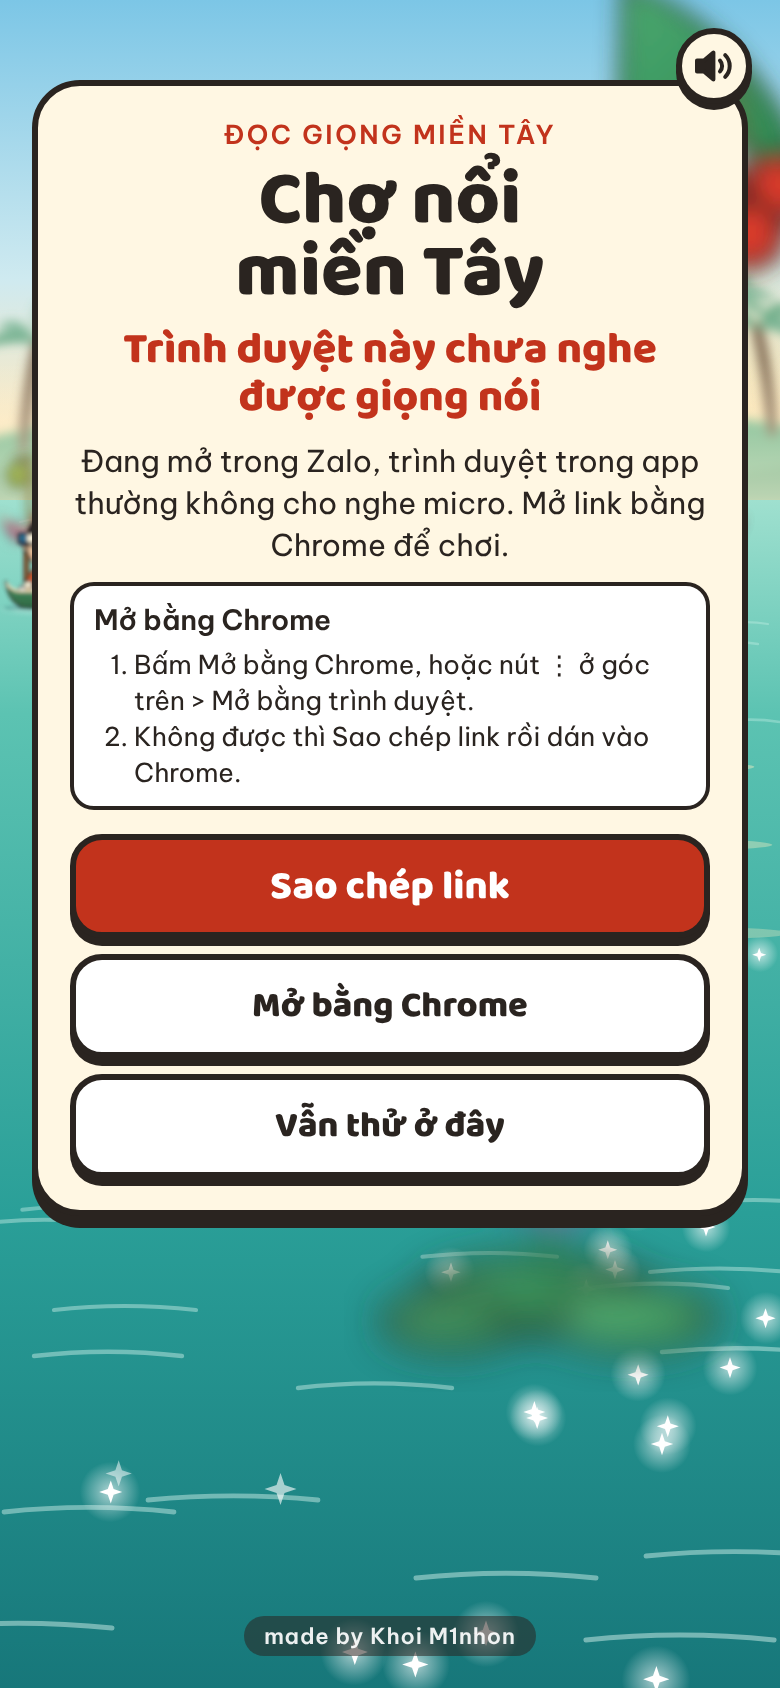 ĐỌC GIỌNG MIỀN TÂY
Chợ nổi
miền Tây
Trình duyệt này chưa nghe
được giọng nói
Đang mở trong Zalo, trình duyệt trong app
thường không cho nghe micro. Mở link bằng
Chrome để chơi.
Mở bằng Chrome
1. Bấm Mở bằng Chrome, hoặc nút ⋮ ở góc
trên > Mở bằng trình duyệt.
2. Không được thì Sao chép link rồi dán vào
Chrome.
Sao chép link
Mở bằng Chrome
Vẫn thử ở đây
made by Khoi M1nhon